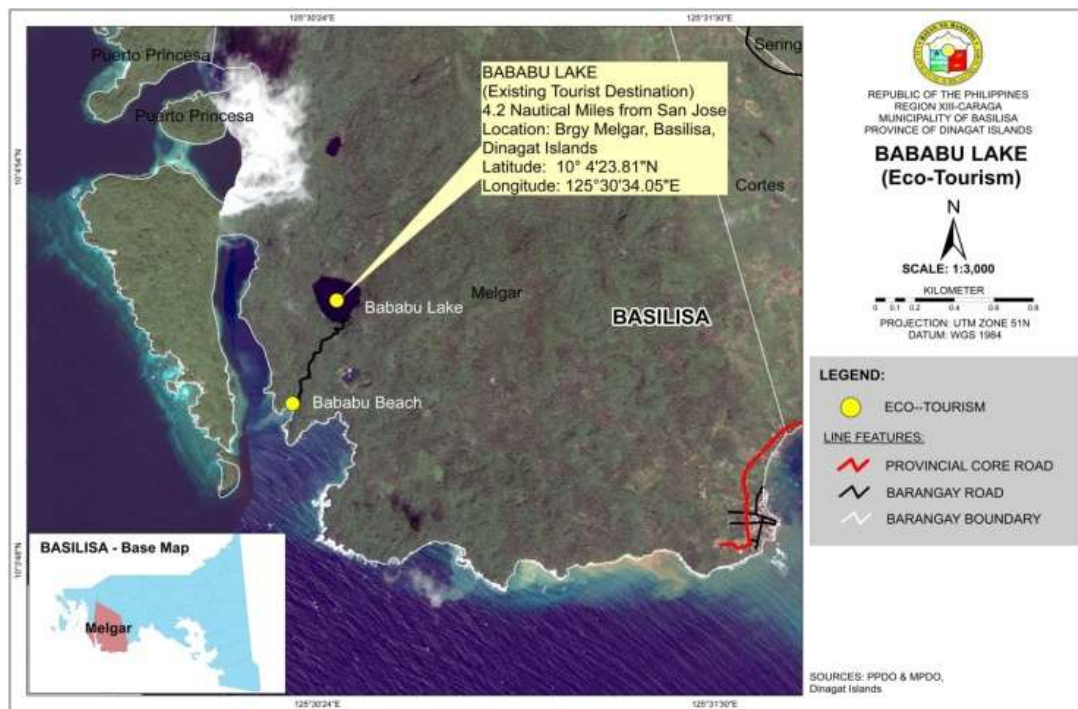 125°30'24"E
125°31'30"E
Puerto Princesa
Puerto Princesa
Sering
BABABU LAKE
(Existing Tourist Destination)
4.2 Nautical Miles from San Jose
Location: Brgy Melgar, Basilisa,
Dinagat Islands
Latitude: 10° 4'23.81"N
Longitude: 125°30'34.05"E
Cortes
10°4'54"N
Melgar
Bababu Lake
BASILISA
Bababu Beach
10°3'48"N
BASILISA - Base Map
Melgar
125°30'24"E
125°31'30"E
REPUBLIC OF THE PHILIPPINES
REGION XIII-CARAGA
MUNICIPALITY OF BASILISA
PROVINCE OF DINAGAT ISLANDS
BABABU LAKE
(Eco-Tourism)
N
SCALE: 1:3,000
KILOMETER
0 0.1 0.2 0.4 0.6 0.8
PROJECTION: UTM ZONE 51N
DATUM: WGS 1984
LEGEND:
ECO--TOURISM
LINE FEATURES:
PROVINCIAL CORE ROAD
BARANGAY ROAD
BARANGAY BOUNDARY
SOURCES: PPDO & MPDO,
Dinagat Islands